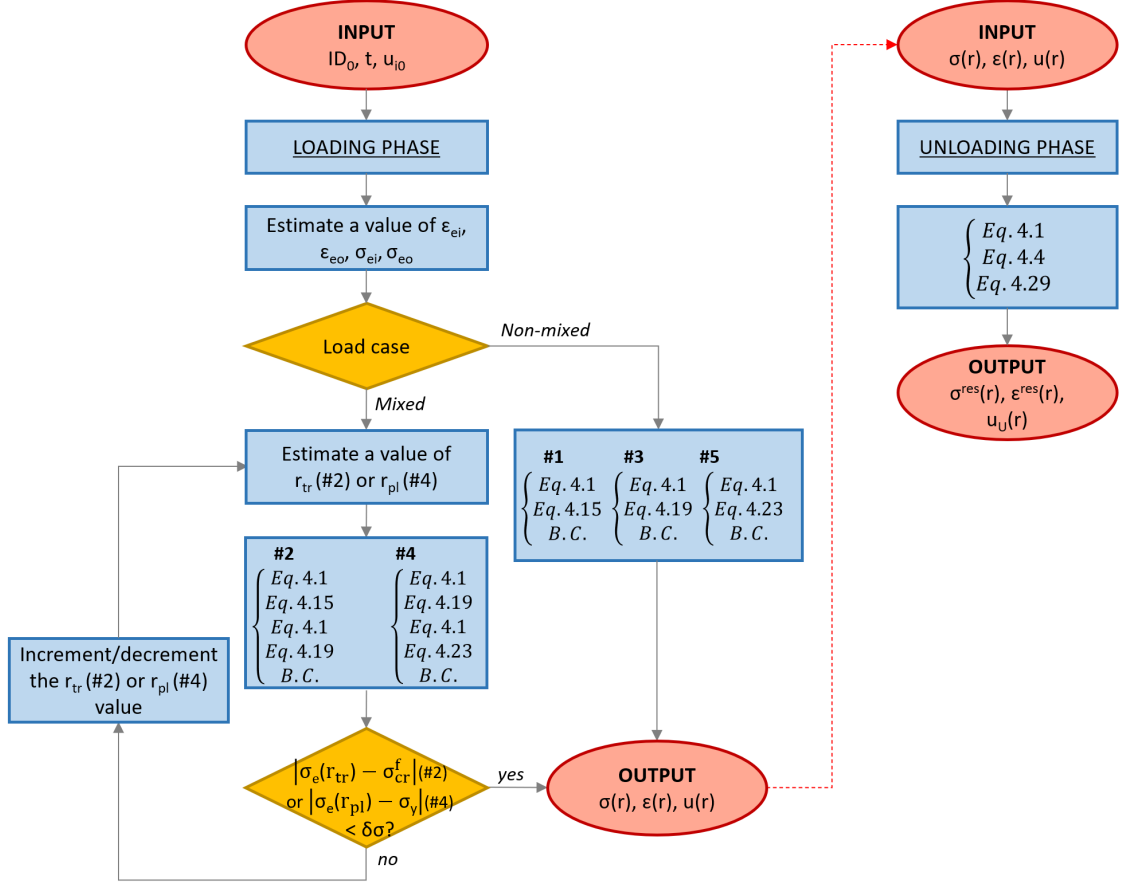 INPUT
ID₀, t, uᵢ₀
LOADING PHASE
Estimate a value of εₑᵢ,
εₑₒ, σₑᵢ, σₑₒ
Load case
Non-mixed
Mixed
Estimate a value of
r_tr (#2) or r_pl (#4)
#2
{ Eq. 4.1
Eq. 4.15
Eq. 4.1
Eq. 4.19
B. C.
#4
{ Eq. 4.1
Eq. 4.19
Eq. 4.1
Eq. 4.23
B. C.
Increment/decrement
the r_tr (#2) or r_pl (#4)
value
|σₑ(r_tr) − σ_cr^f| (#2)
or |σₑ(r_pl) − σ_y| (#4)
< δσ?
yes
no
#1
{ Eq. 4.1
Eq. 4.15
B. C.
#3
{ Eq. 4.1
Eq. 4.19
B. C.
#5
{ Eq. 4.1
Eq. 4.23
B. C.
OUTPUT
σ(r), ε(r), u(r)
INPUT
σ(r), ε(r), u(r)
UNLOADING PHASE
{ Eq. 4.1
Eq. 4.4
Eq. 4.29
OUTPUT
σʳᵉˢ(r), εʳᵉˢ(r),
u_U(r)